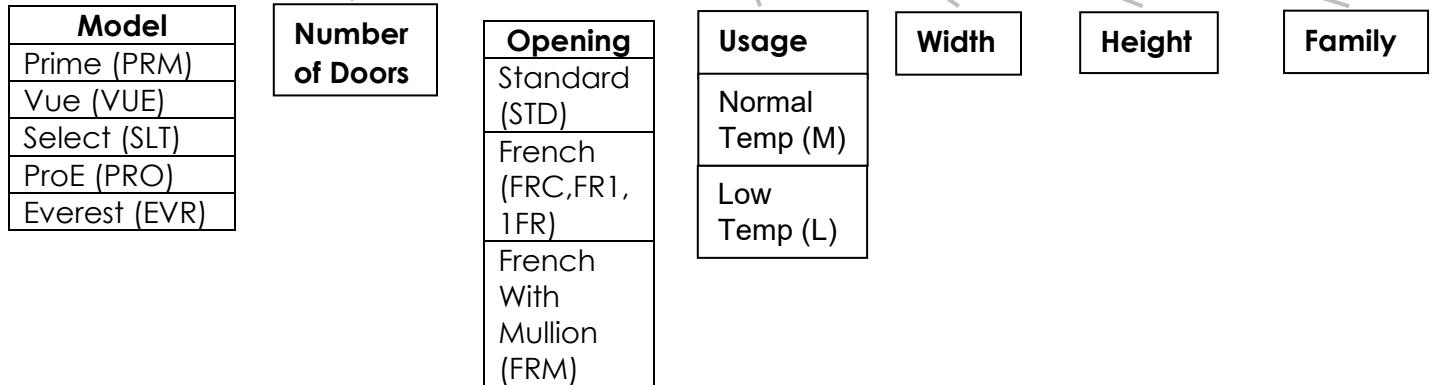 Model
Prime (PRM)
Vue (VUE)
Select (SLT)
ProE (PRO)
Everest (EVR)
Number
of Doors
Opening
Standard
(STD)
French
(FRC,FR1,
1FR)
French
With
Mullion
(FRM)
Usage
Normal
Temp (M)
Low
Temp (L)
Width
Height
Family